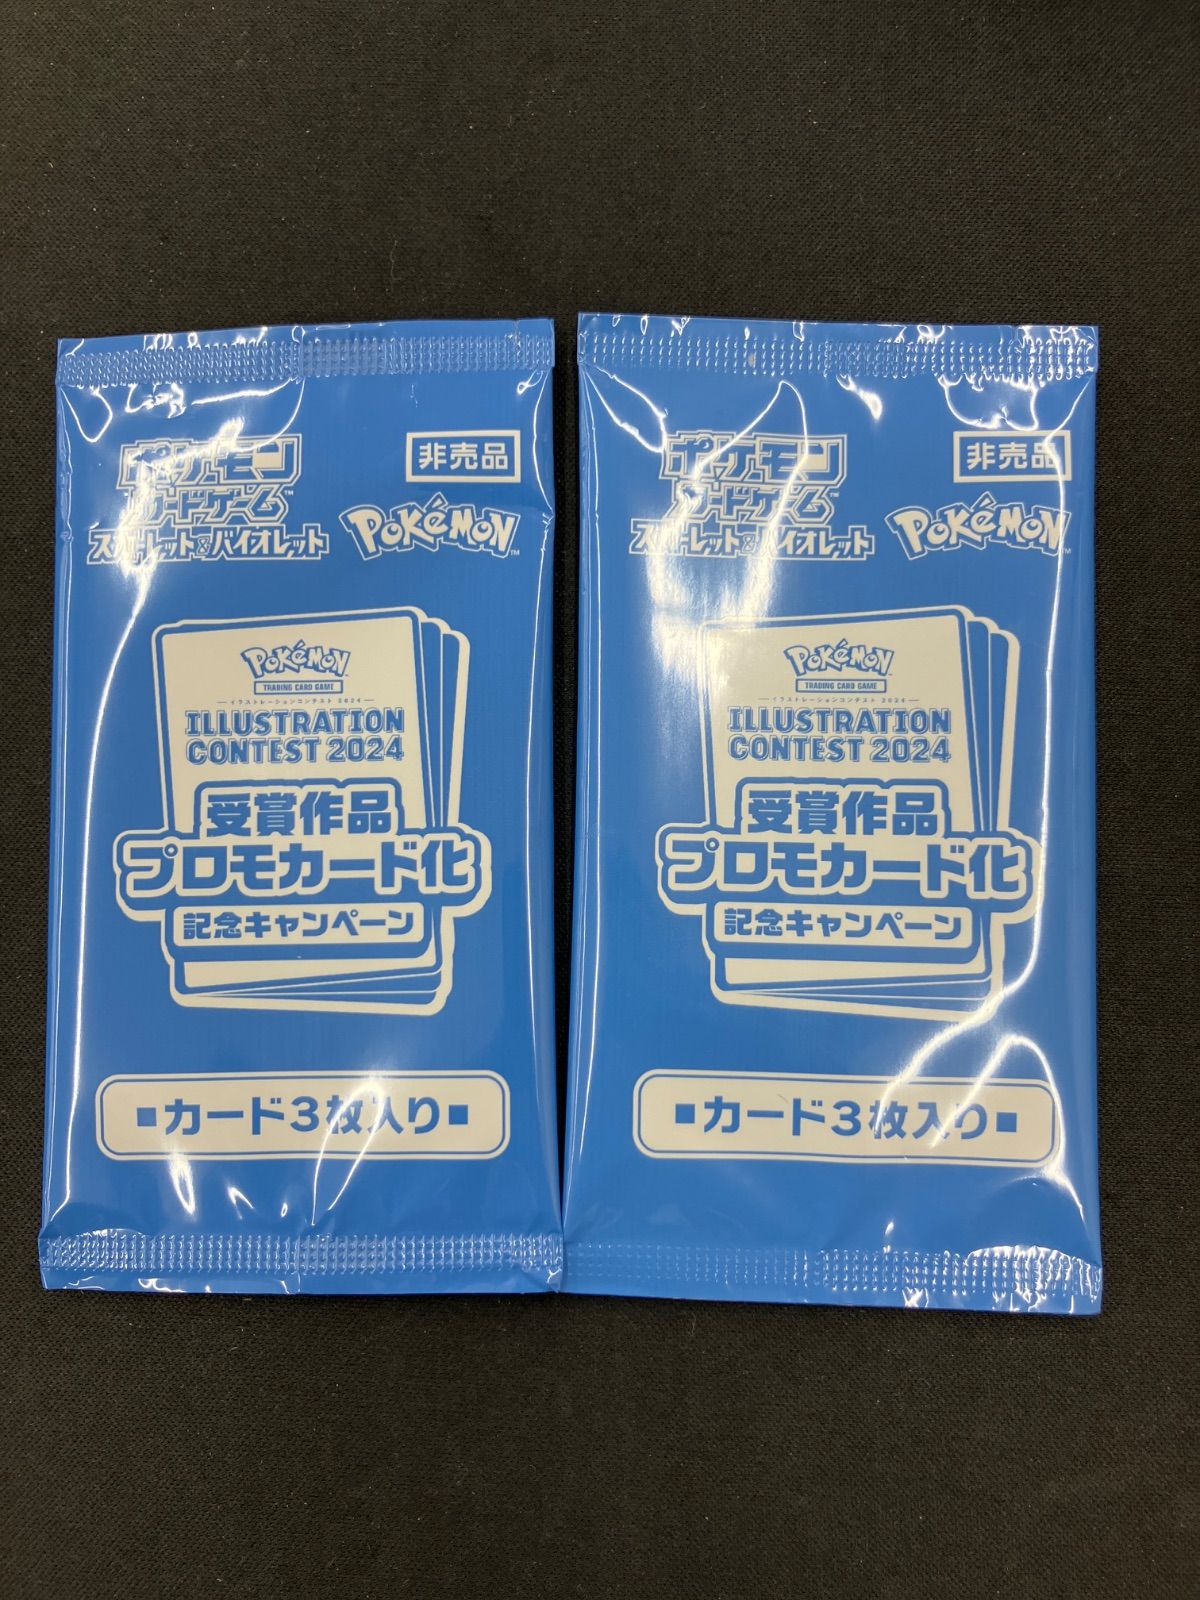 ポケモン
カードゲーム™
スカーレット&バイオレット
非売品
Pokémon™
Pokémon
TRADING CARD GAME
イラストレーションコンテスト 2024
ILLUSTRATION
CONTEST 2024
受賞作品
プロモカード化
記念キャンペーン
■カード3枚入り■
ポケモン
カードゲーム™
スカーレット&バイオレット
非売品
Pokémon™
Pokémon
TRADING CARD GAME
イラストレーションコンテスト 2024
ILLUSTRATION
CONTEST 2024
受賞作品
プロモカード化
記念キャンペーン
■カード3枚入り■